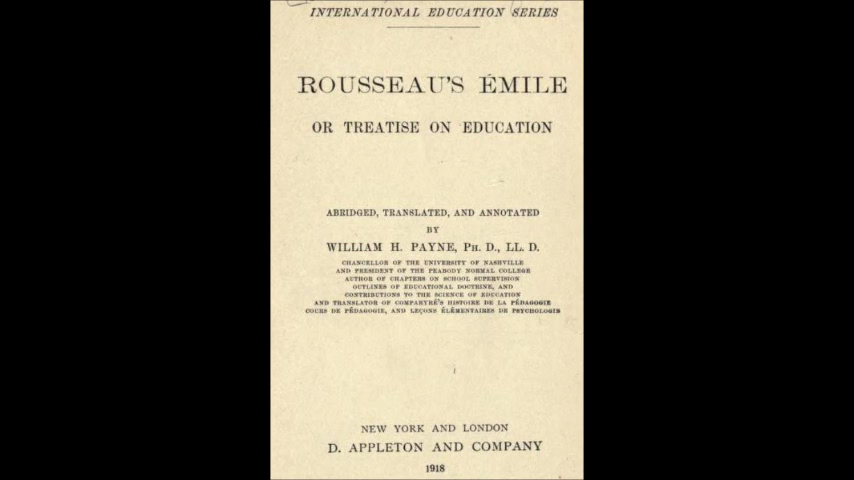 INTERNATIONAL EDUCATION SERIES
ROUSSEAU'S ÉMILE
OR TREATISE ON EDUCATION
ABRIDGED, TRANSLATED, AND ANNOTATED
BY
WILLIAM H. PAYNE, PH. D., LL. D.
CHANCELLOR OF THE UNIVERSITY OF NASHVILLE
AND PRESIDENT OF THE PEABODY NORMAL COLLEGE
AUTHOR OF CHAPTERS ON SCHOOL SUPERVISION
OUTLINES OF EDUCATIONAL DOCTRINE, AND
CONTRIBUTIONS TO THE SCIENCE OF EDUCATION
AND TRANSLATOR OF COMPAYRÉ'S HISTOIRE DE LA PÉDAGOGIE
COURS DE PÉDAGOGIE, AND LEÇONS ÉLÉMENTAIRES DE PSYCHOLOGIE
NEW YORK AND LONDON
D. APPLETON AND COMPANY
1918